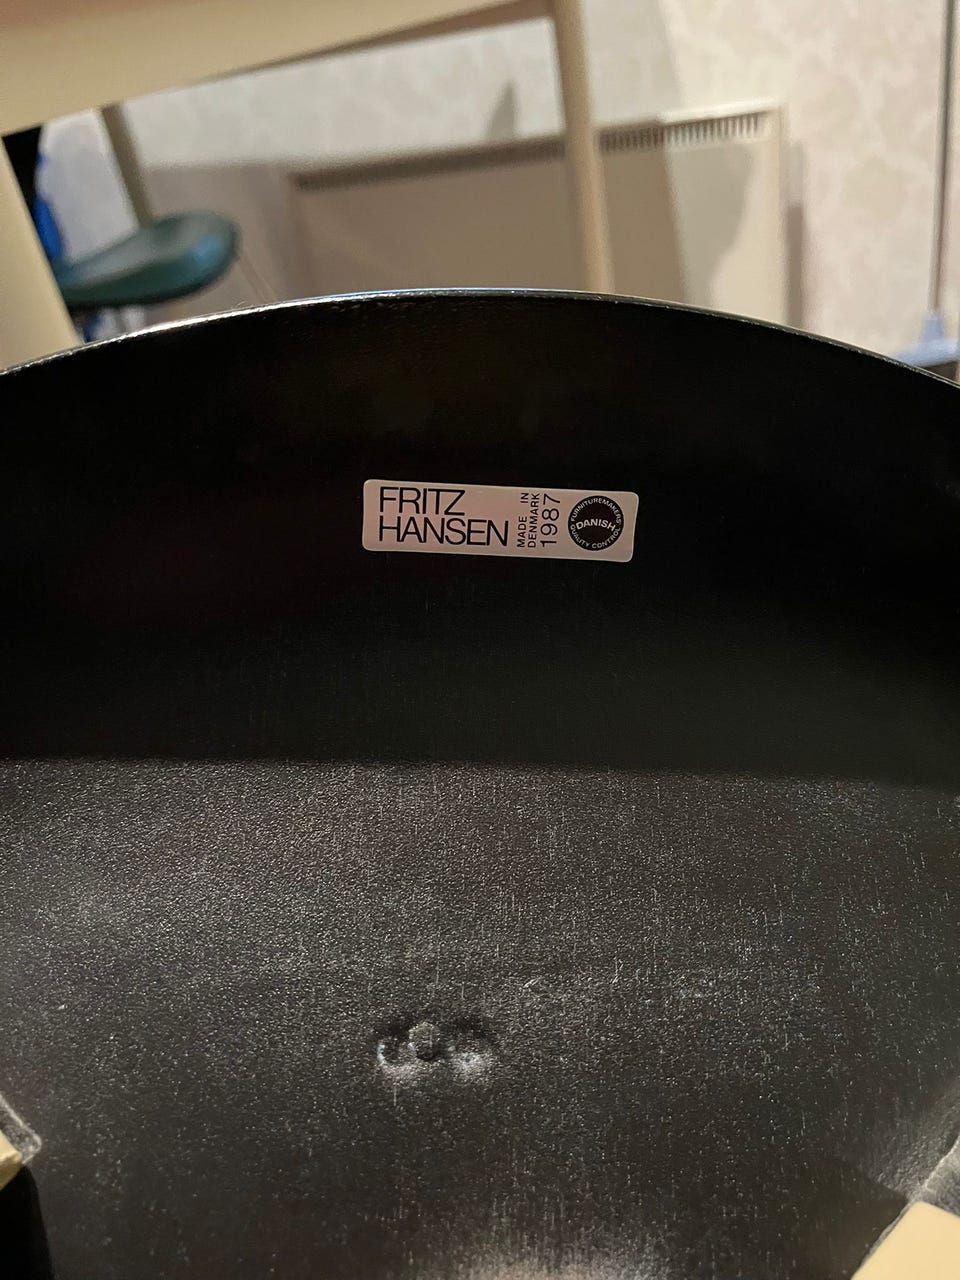 FRITZ
HANSEN
MADE IN
DENMARK
1987
FURNITUREMAKERS'
DANISH
QUALITY CONTROL